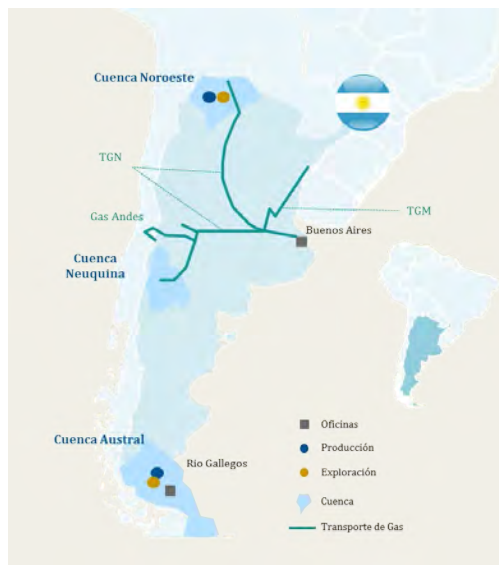 Cuenca Noroeste
TGN
Gas Andes
TGM
Buenos Aires
Cuenca
Neuquina
Cuenca Austral
Rio Gallegos
Oficinas
Producción
Exploración
Cuenca
Transporte de Gas